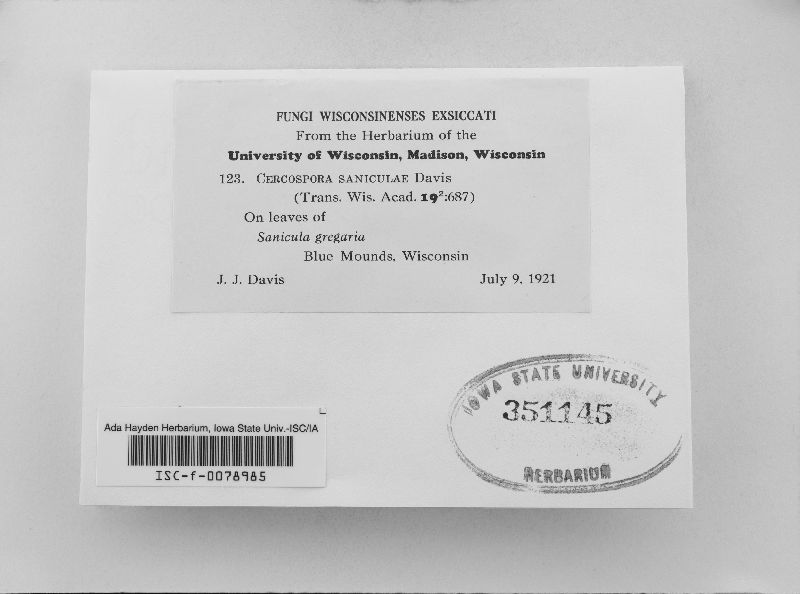 FUNGI WISCONSINENSES EXSICCATI
From the Herbarium of the
University of Wisconsin, Madison, Wisconsin
123. CERCOSPORA SANICULAE Davis
(Trans. Wis. Acad. 19²:687)
On leaves of
Sanicula gregaria
Blue Mounds, Wisconsin
J. J. Davis July 9, 1921
IOWA STATE UNIVERSITY
351145
HERBARIUM
Ada Hayden Herbarium, Iowa State Univ.-ISC/IA
ISC-f-0078985